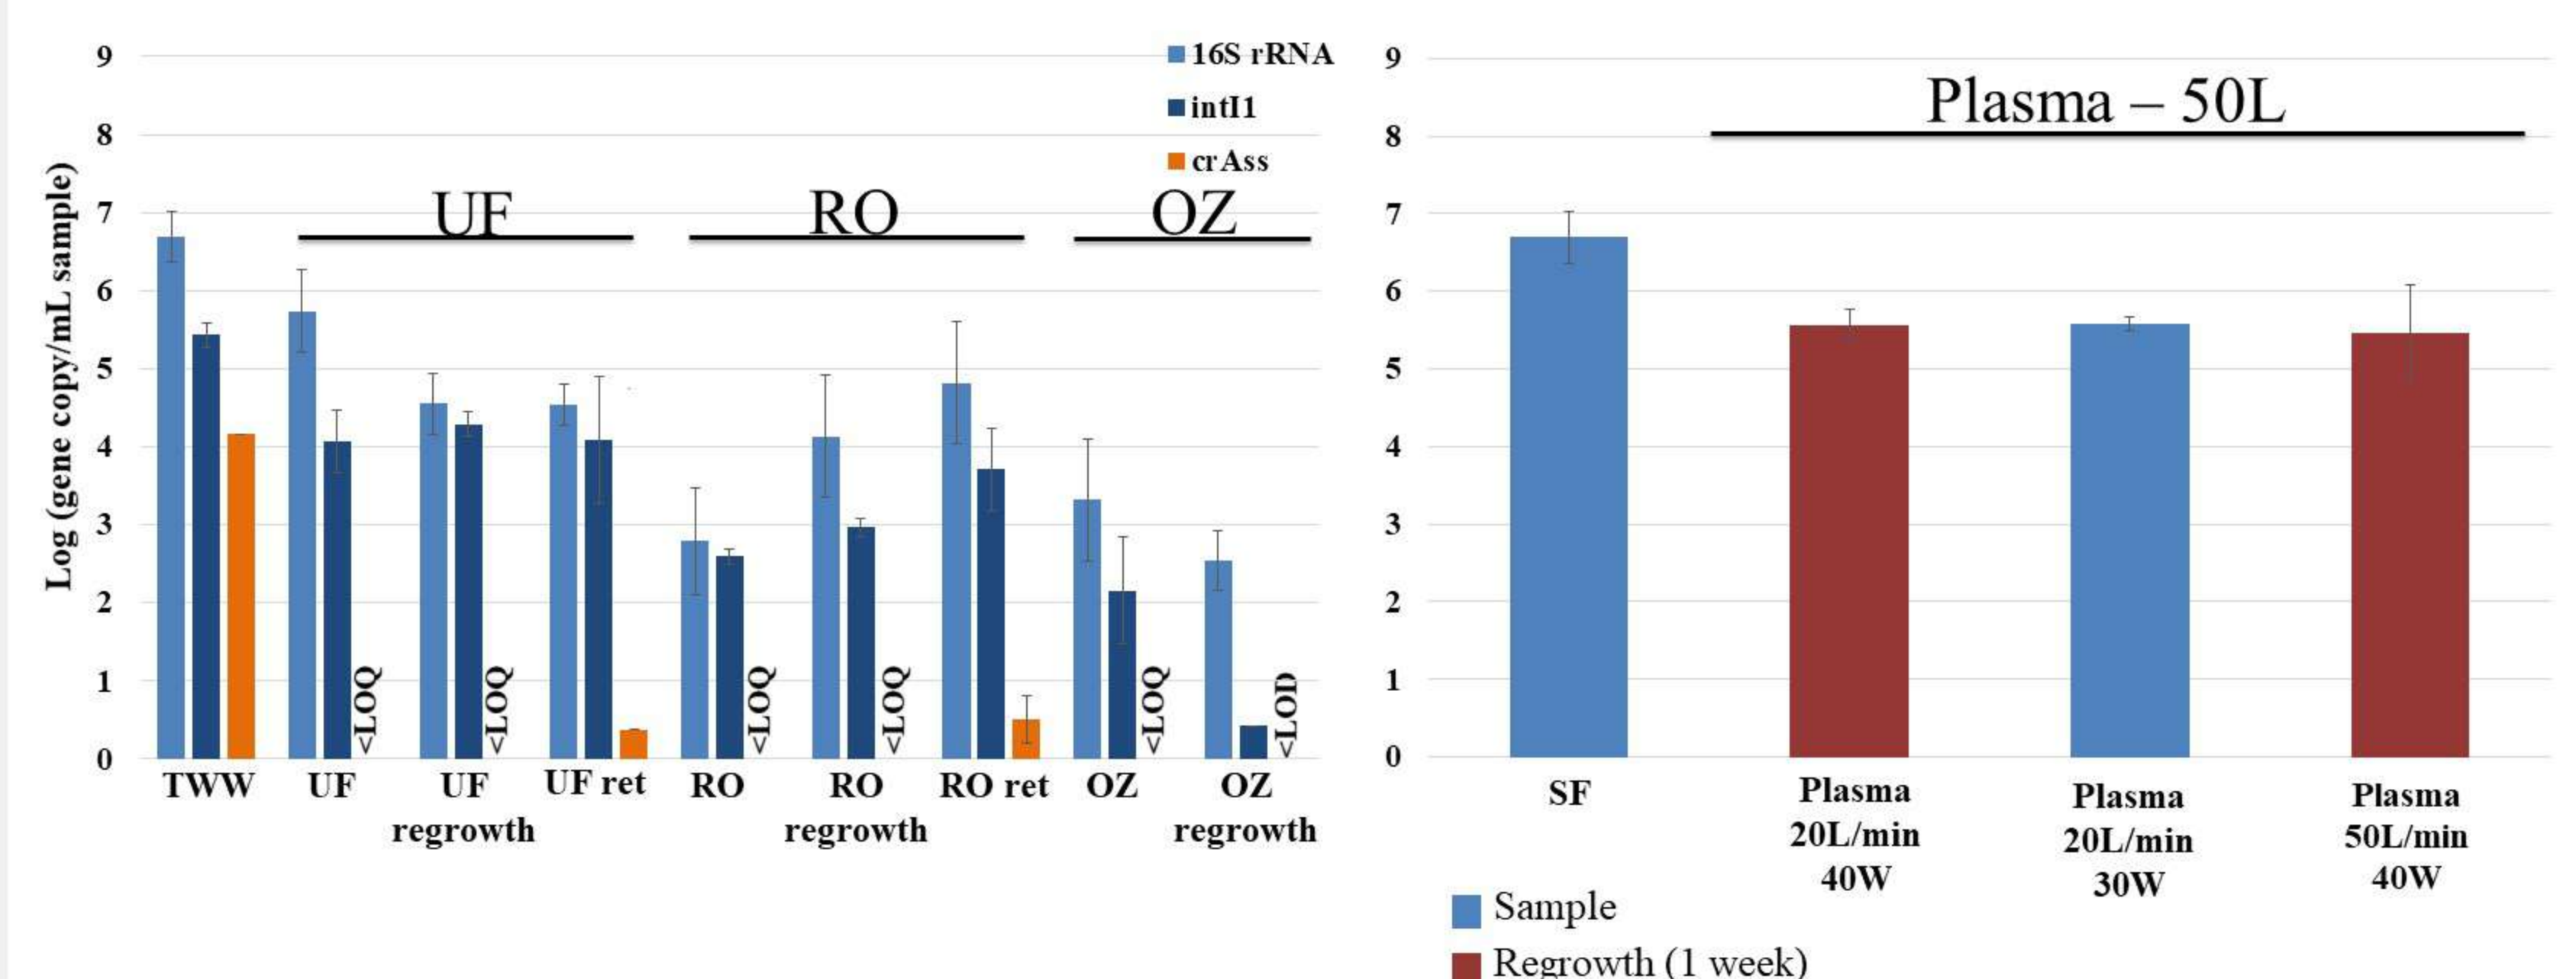 9
8
7
6
5
4
3
2
1
0
Log (gene copy/mL sample)
16S rRNA
intI1
crAss
UF
RO
OZ
<LOQ
<LOQ
<LOQ
<LOQ
<LOQ
<LOD
TWW
UF
UF
regrowth
UF ret
RO
RO
regrowth
RO ret
OZ
OZ
regrowth
9
8
7
6
5
4
3
2
1
0
Plasma – 50L
SF
Plasma
20L/min
40W
Plasma
20L/min
30W
Plasma
50L/min
40W
Sample
Regrowth (1 week)